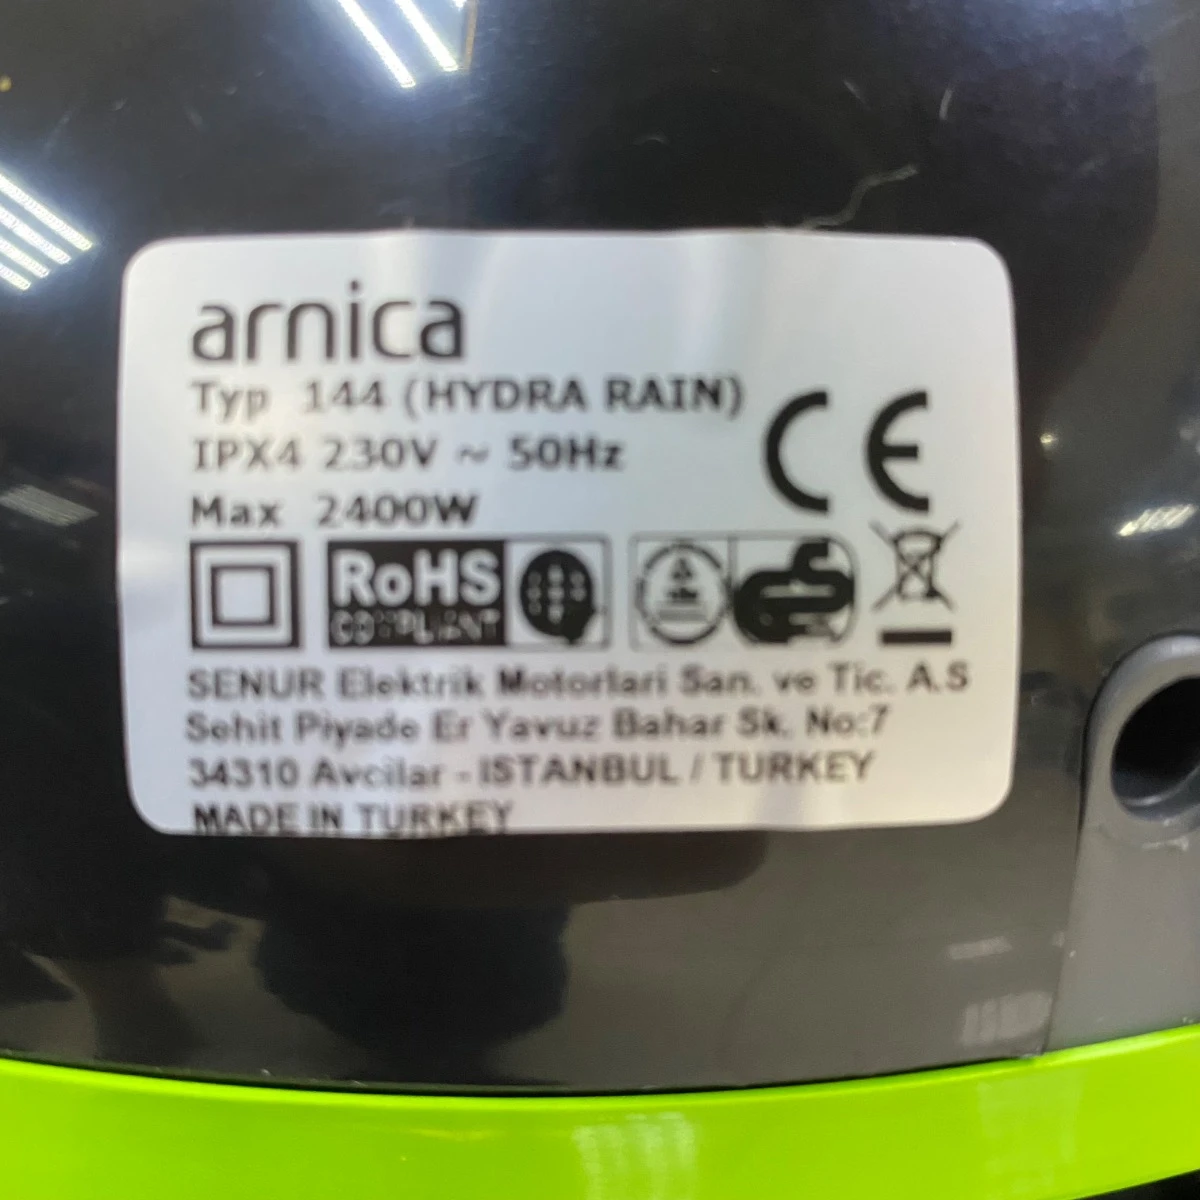 arnica
Typ 144 (HYDRA RAIN)
IPX4 230V ~ 50Hz
Max 2400W
CE
RoHS
COMPLIANT
SENUR Elektrik Motorlari San. ve Tic. A.S
Sehit Piyade Er Yavuz Bahar Sk. No:7
34310 Avcilar - ISTANBUL / TURKEY
MADE IN TURKEY